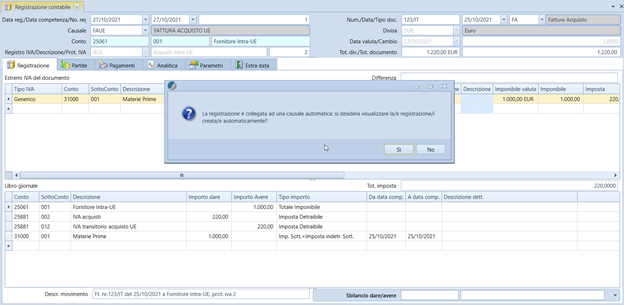 Registrazione contabile
Data reg./Data competenza/No. reg. 27/10/2021 27/10/2021 1 Num./Data/Tipo doc. 123/IT 25/10/2021 FA Fattura Acquisto
Causale FAUE FATTURA ACQUISTO UE Divisa Euro
Conto 25061 001 Fornitore Intra-UE Data valuta/Cambio 27/10/2021 1,0000
Registro IVA/Descrizione/Prot. IVA AUE Acquisti Intra UE 2 Tot. div./Tot. documento 1.220,00 EUR 1.220,00
Registrazione Partite Pagamenti Analitica Parametri Extra data
Estremi IVA del documento Differenza
Tipo IVA Conto SottoConto Descrizione Descrizione Imponibile valuta Imponibile Imposta
Generico 31000 001 Materie Prime 1.000,00 EUR 1.000,00 220,
La registrazione è collegata ad una causale automatica: si desidera visualizzare la/e registrazione/i
creata/e automaticamente?
Si No
Libro giornale Tot. imposta 220,0000
Conto SottoConto Descrizione Importo dare Importo Avere Tipo importo Da data comp. A data comp. Descrizione dett.
25061 001 Fornitore Intra-UE 1.000,00 Totale Imponibile
25881 002 IVA acquisti 220,00 Imposta Detraibile
25881 012 IVA transitorio acquisto UE 220,00 Imposta Detraibile
31000 001 Materie Prime 1.000,00 Imp. Sott.+Imposta indetr. Sott. 25/10/2021 25/10/2021
Descr. movimento Ft. nr.123/IT del 25/10/2021 a Fornitore Intra-UE, prot. iva 2 Sbilancio dare/avere